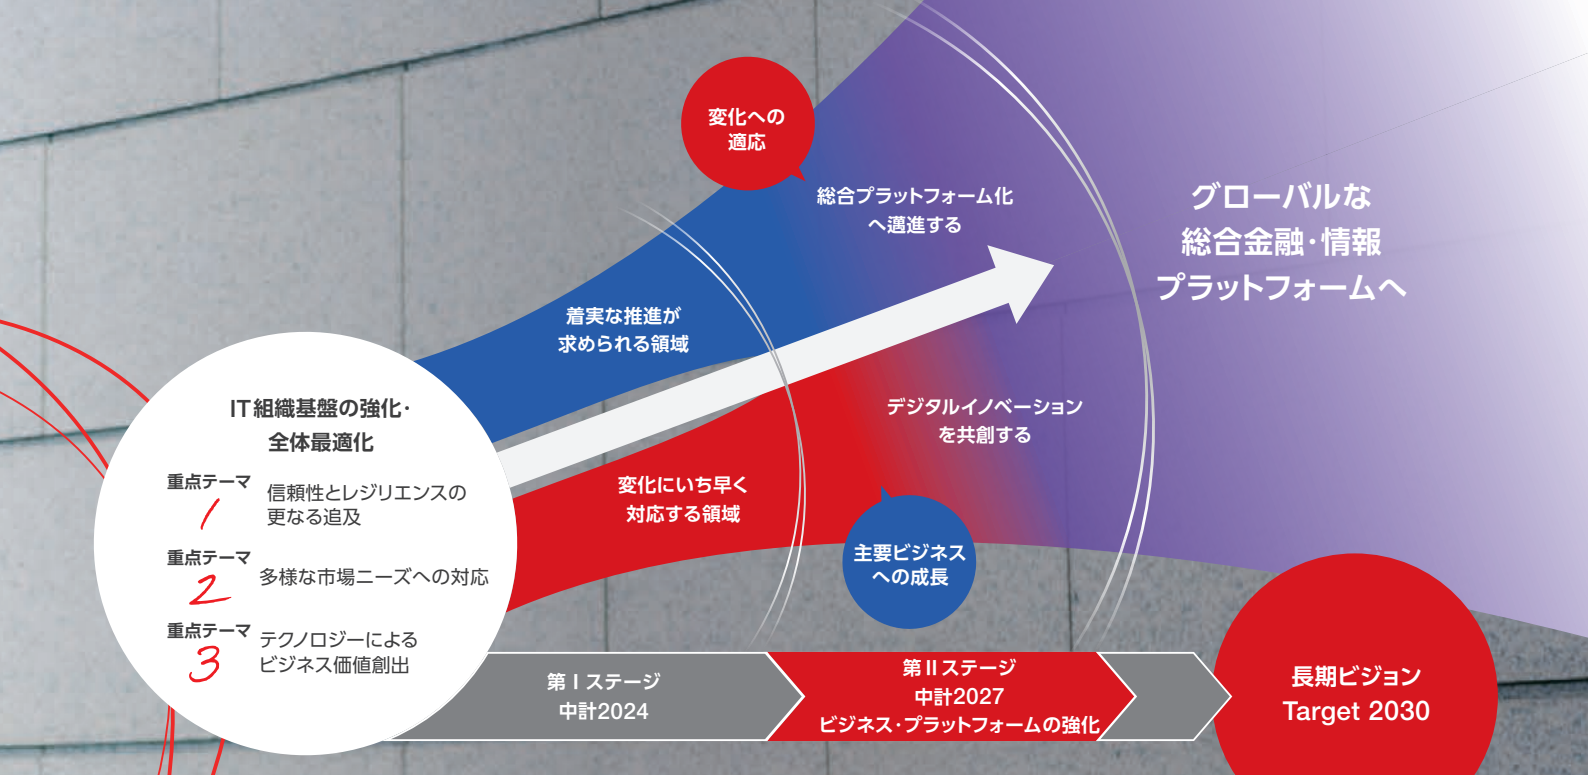 変化への
適応
総合プラットフォーム化
へ邁進する
グローバルな
総合金融・情報
プラットフォームへ
着実な推進が
求められる領域
IT組織基盤の強化・
全体最適化
重点テーマ
1
信頼性とレジリエンスの
更なる追及
重点テーマ
2
多様な市場ニーズへの対応
重点テーマ
3
テクノロジーによる
ビジネス価値創出
デジタルイノベーション
を共創する
変化にいち早く
対応する領域
主要ビジネス
への成長
第Ⅰステージ
中計2024
第Ⅱステージ
中計2027
ビジネス・プラットフォームの強化
長期ビジョン
Target 2030